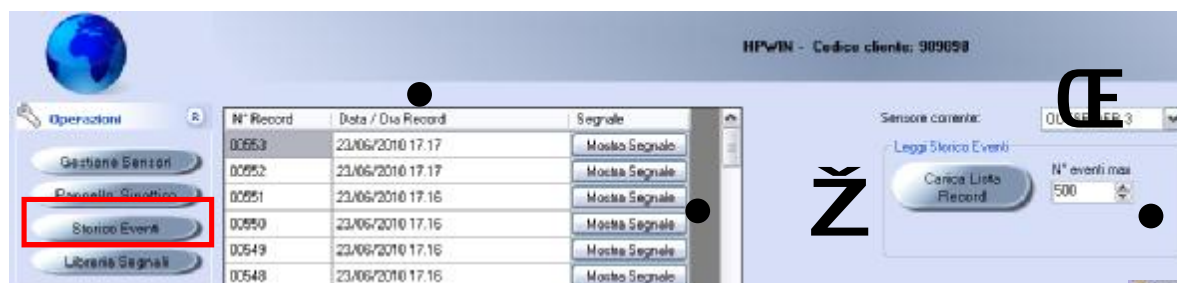 HPWIN - Codice cliente: 909098
Œ
Operazioni
N° Record Data / Ora Record Segnale
Sensore corrente:
Leggi Storico Eventi
00553 23/06/2010 17.17 Mostra Segnale
Gestione Sensori
00552 23/06/2010 17.17 Mostra Segnale
Carica Lista
Record
N° eventi max
500
Ž
Pannello Sinottico
00551 23/06/2010 17.16 Mostra Segnale
Storico Eventi
00550 23/06/2010 17.16 Mostra Segnale
00549 23/06/2010 17.16 Mostra Segnale
Libreria Segnali
00548 23/06/2010 17.16 Mostra Segnale